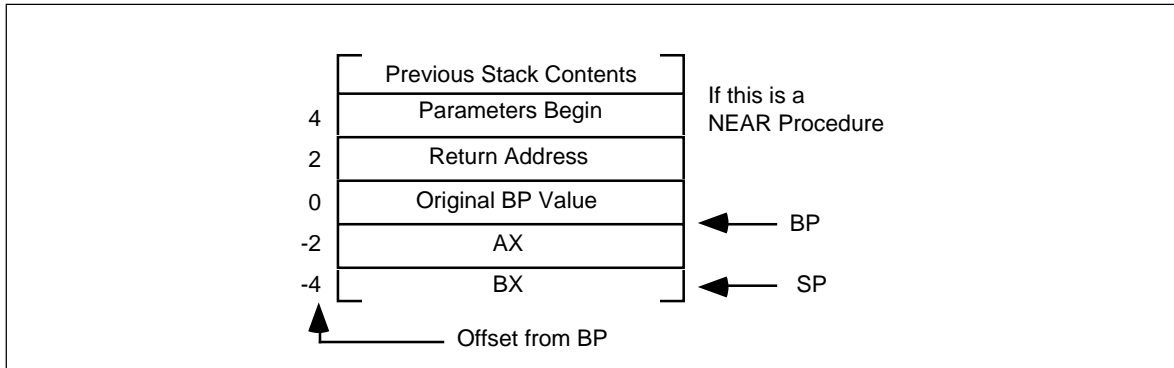 Previous Stack Contents
If this is a
NEAR Procedure
4 Parameters Begin
2 Return Address
0 Original BP Value
BP
-2 AX
-4 BX
SP
Offset from BP